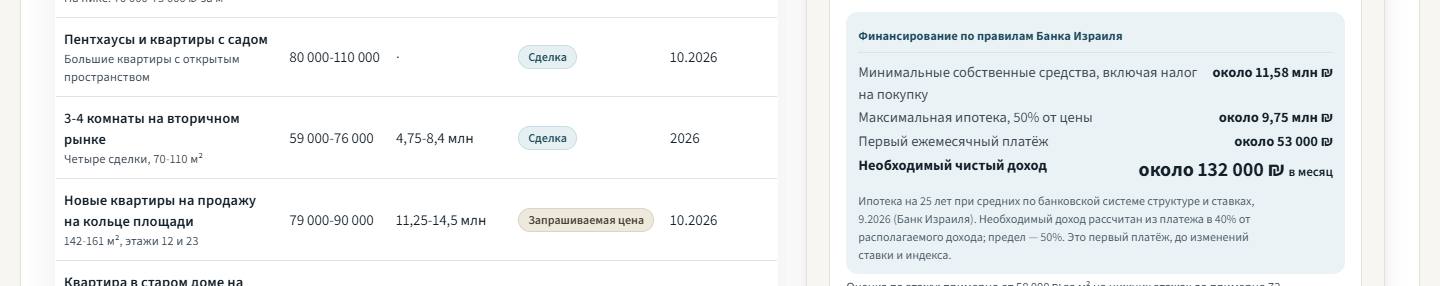 Пентхаусы и квартиры с садом
Большие квартиры с открытым
пространством
80 000-110 000
·
Сделка
10.2026
3-4 комнаты на вторичном
рынке
Четыре сделки, 70-110 м²
59 000-76 000
4,75-8,4 млн
Сделка
2026
Новые квартиры на продажу
на кольце площади
142-161 м², этажи 12 и 23
79 000-90 000
11,25-14,5 млн
Запрашиваемая цена
10.2026
Квартира в старом доме на
Финансирование по правилам Банка Израиля
Минимальные собственные средства, включая налог
на покупку
около 11,58 млн ₪
Максимальная ипотека, 50% от цены
около 9,75 млн ₪
Первый ежемесячный платёж
около 53 000 ₪
Необходимый чистый доход
около 132 000 ₪ в месяц
Ипотека на 25 лет при средних по банковской системе структуре и ставках,
9.2026 (Банк Израиля). Необходимый доход рассчитан из платежа в 40% от
располагаемого дохода; предел — 50%. Это первый платёж, до изменений
ставки и индекса.